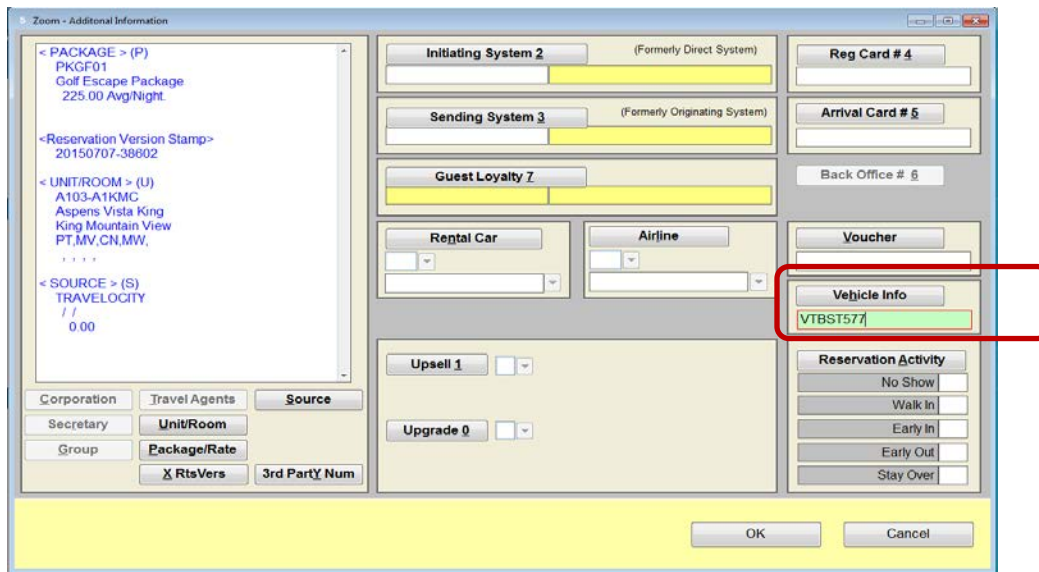 Zoom - Additonal Information
< PACKAGE > (P)
PKGF01
Golf Escape Package
225.00 Avg/Night.
<Reservation Version Stamp>
20150707-38602
< UNIT/ROOM > (U)
A103-A1KMC
Aspens Vista King
King Mountain View
PT,MV,CN,MW,
, , , ,
< SOURCE > (S)
TRAVELOCITY
/ /
0.00
Corporation Travel Agents Source
Secretary Unit/Room
Group Package/Rate
X RtsVers 3rd PartY Num
Initiating System 2 (Formerly Direct System)
Sending System 3 (Formerly Originating System)
Guest Loyalty 7
Rental Car Airline
Upsell 1
Upgrade 0
Reg Card # 4
Arrival Card # 5
Back Office # 6
Voucher
Vehicle Info
VTBST577
Reservation Activity
No Show
Walk In
Early In
Early Out
Stay Over
OK Cancel